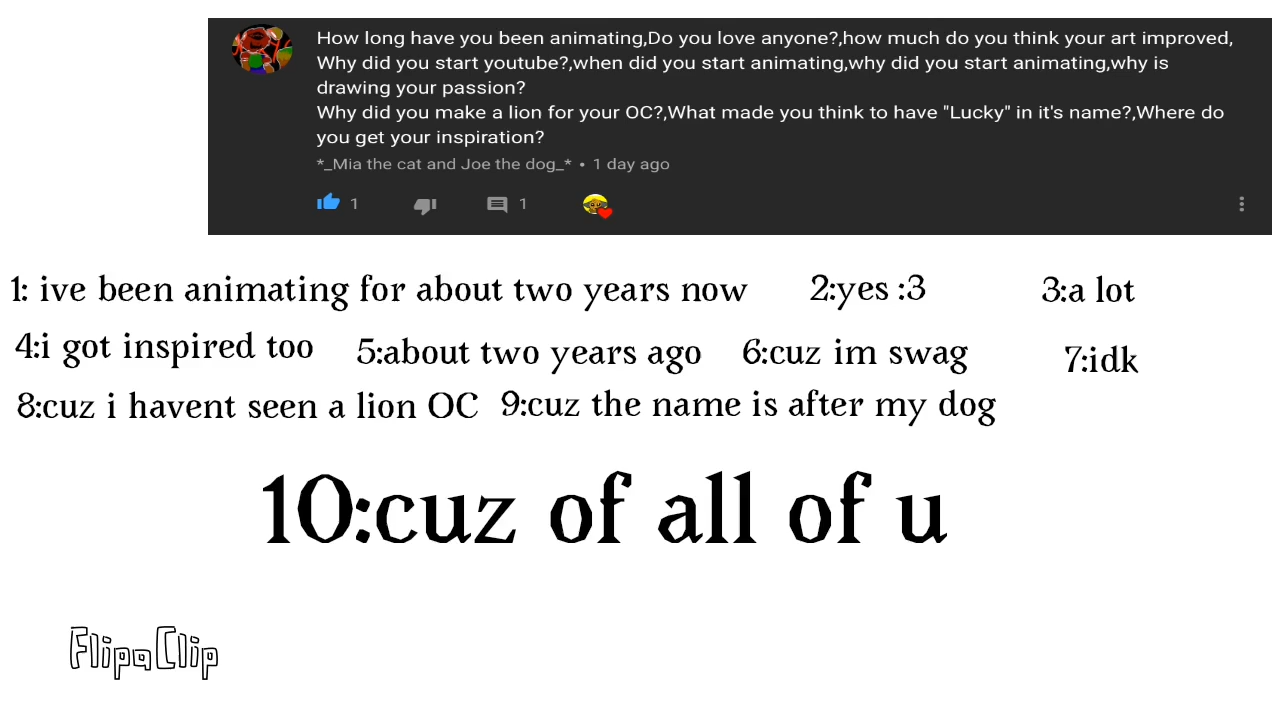 How long have you been animating,Do you love anyone?,how much do you think your art improved,
Why did you start youtube?,when did you start animating,why did you start animating,why is
drawing your passion?
Why did you make a lion for your OC?,What made you think to have "Lucky" in it's name?,Where do
you get your inspiration?
*_Mia the cat and Joe the dog_* • 1 day ago
1 1
1: ive been animating for about two years now 2:yes :3 3:a lot
4:i got inspired too 5:about two years ago 6:cuz im swag 7:idk
8:cuz i havent seen a lion OC 9:cuz the name is after my dog
10:cuz of all of u
FlipaClip